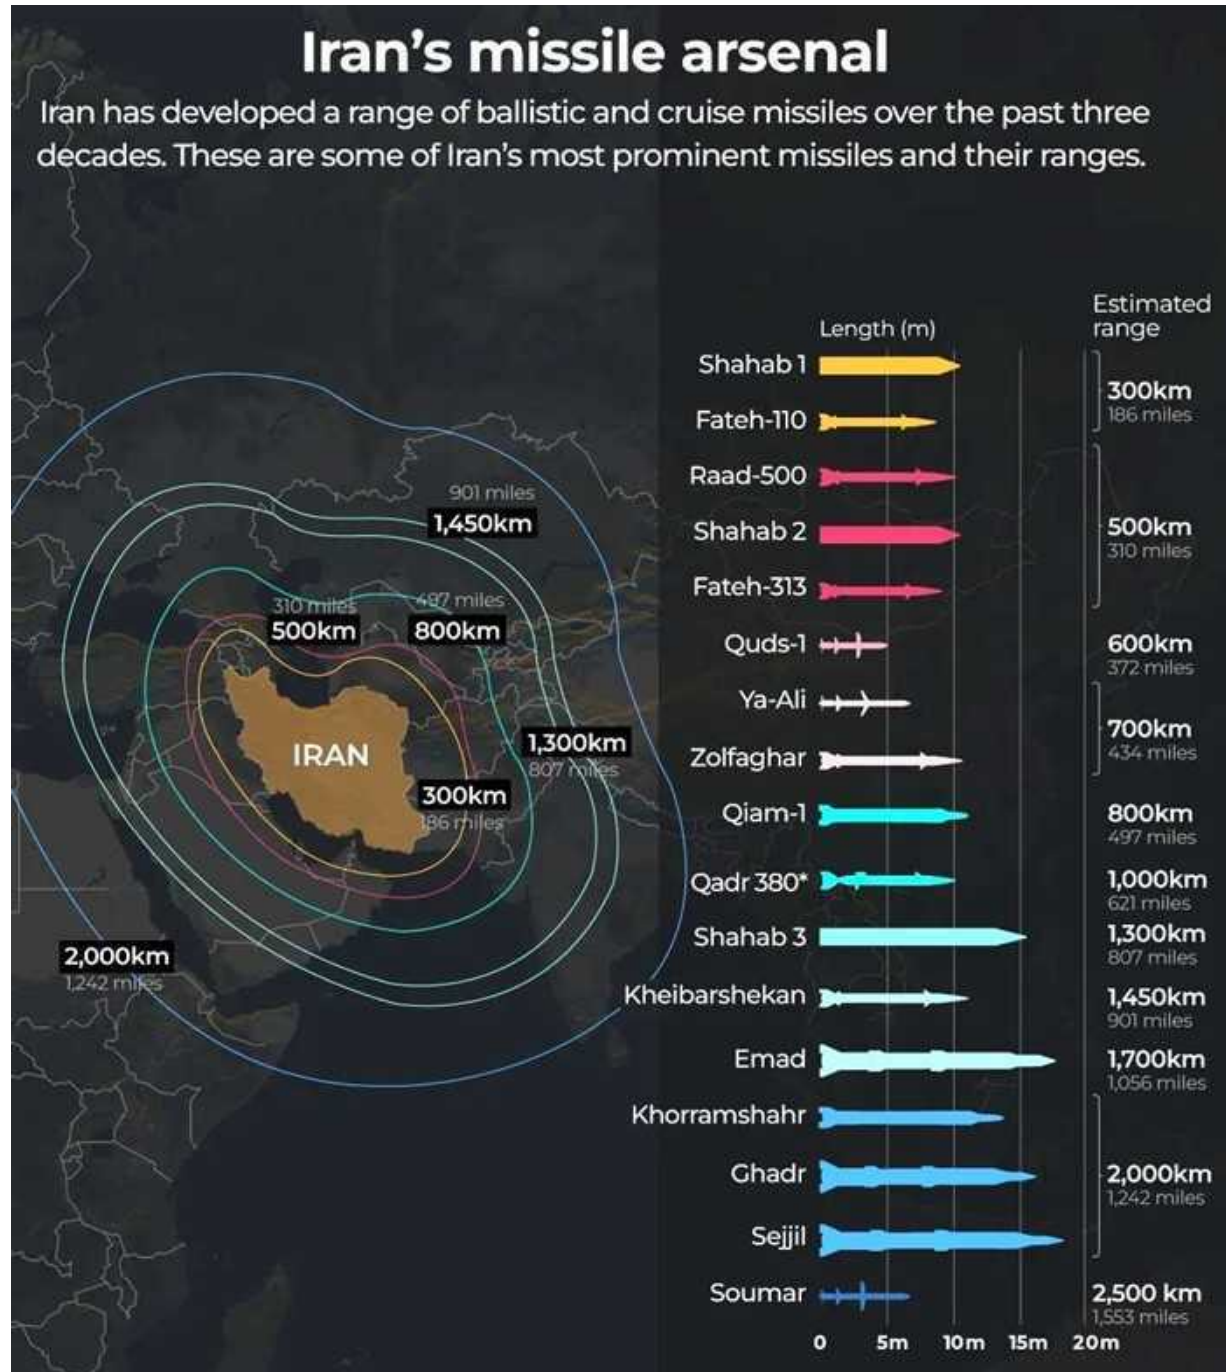 Iran's missile arsenal
Iran has developed a range of ballistic and cruise missiles over the past three
decades. These are some of Iran's most prominent missiles and their ranges.
901 miles
1,450km
310 miles
500km
497 miles
800km
IRAN
1,300km
807 miles
300km
186 miles
2,000km
1,242 miles
Length (m)
Estimated
range
Shahab 1
Fateh-110
300km
186 miles
Raad-500
Shahab 2
Fateh-313
500km
310 miles
Quds-1
600km
372 miles
Ya-Ali
Zolfaghar
700km
434 miles
Qiam-1
800km
497 miles
Qadr 380*
1,000km
621 miles
Shahab 3
1,300km
807 miles
Kheibarshekan
1,450km
901 miles
Emad
1,700km
1,056 miles
Khorramshahr
Ghadr
Sejjil
2,000km
1,242 miles
Soumar
2,500 km
1,553 miles
0 5m 10m 15m 20m